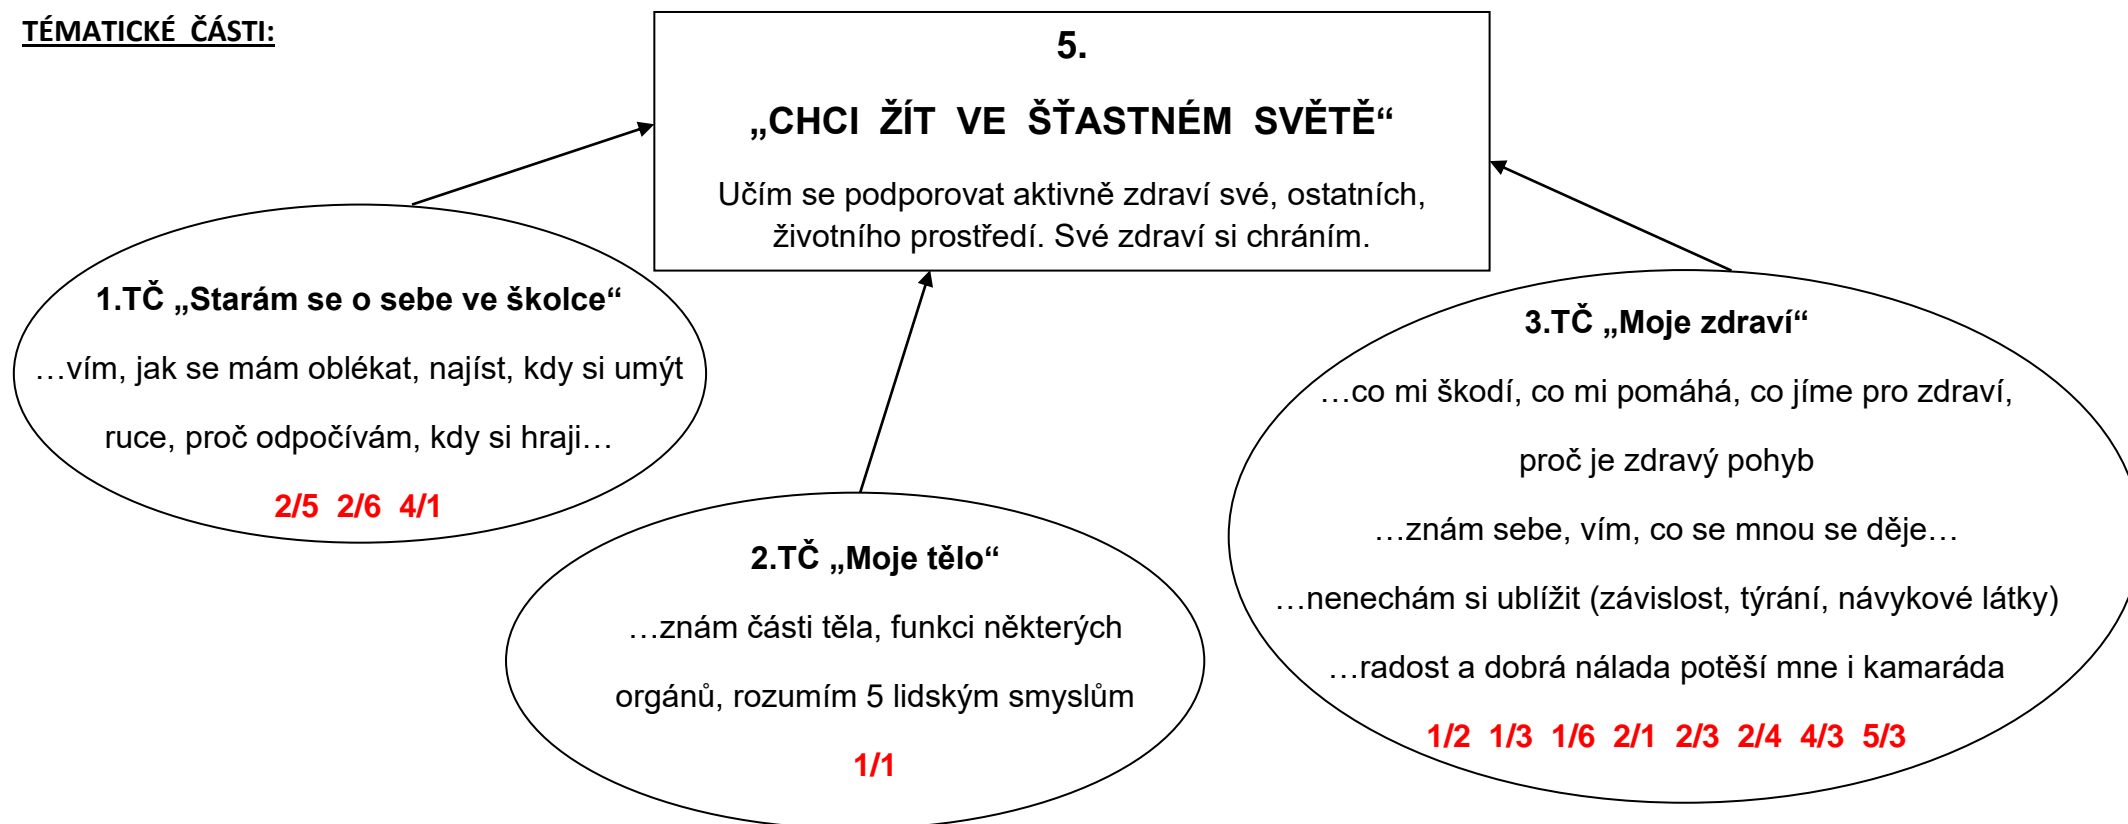 TÉMATICKÉ ČÁSTI:
5.
„CHCI ŽÍT VE ŠŤASTNÉM SVĚTĚ“
Učím se podporovat aktivně zdraví své, ostatních,
životního prostředí. Své zdraví si chráním.
1.TČ „Starám se o sebe ve školce“
…vím, jak se mám oblékat, najíst, kdy si umýt
ruce, proč odpočívám, kdy si hraji…
2/5 2/6 4/1
2.TČ „Moje tělo“
…znám části těla, funkci některých
orgánů, rozumím 5 lidským smyslům
1/1
3.TČ „Moje zdraví“
…co mi škodí, co mi pomáhá, co jíme pro zdraví,
proč je zdravý pohyb
…znám sebe, vím, co se mnou se děje…
…nenechám si ublížit (závislost, týrání, návykové látky)
…radost a dobrá nálada potěší mne i kamaráda
1/2 1/3 1/6 2/1 2/3 2/4 4/3 5/3